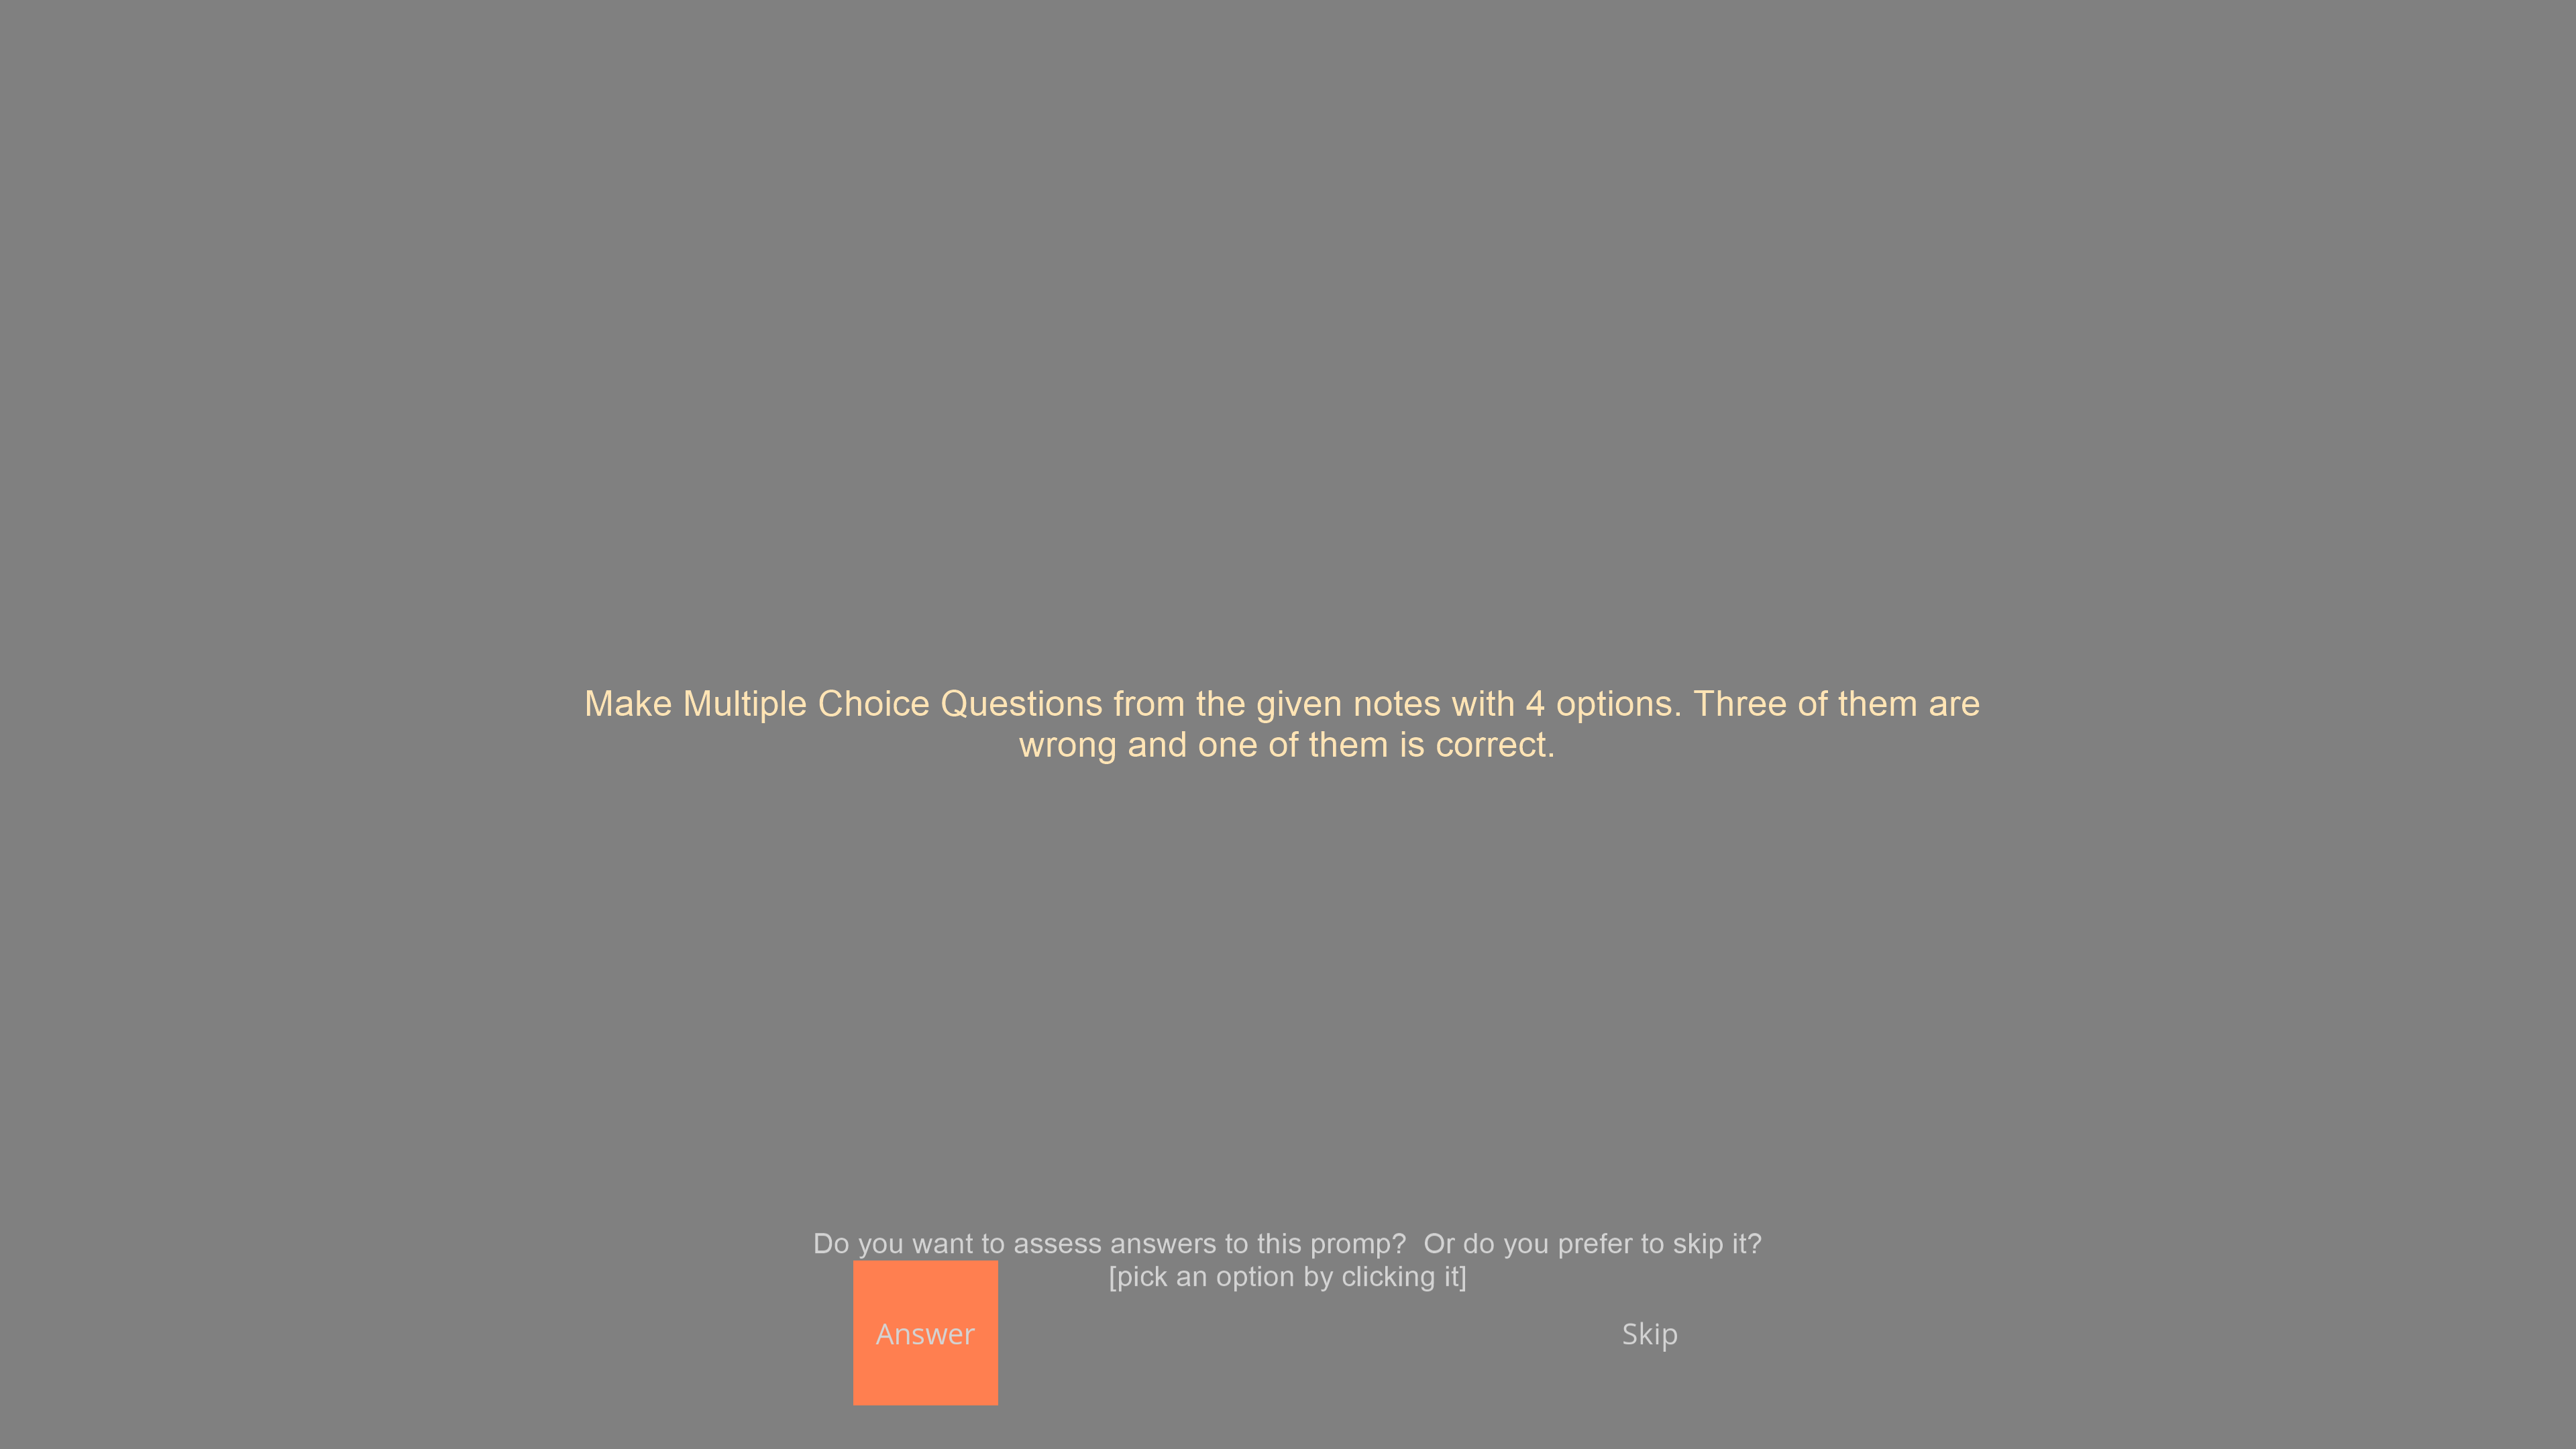 Make Multiple Choice Questions from the given notes with 4 options. Three of them are
wrong and one of them is correct.
Do you want to assess answers to this promp?  Or do you prefer to skip it?
[pick an option by clicking it]
Answer
Skip